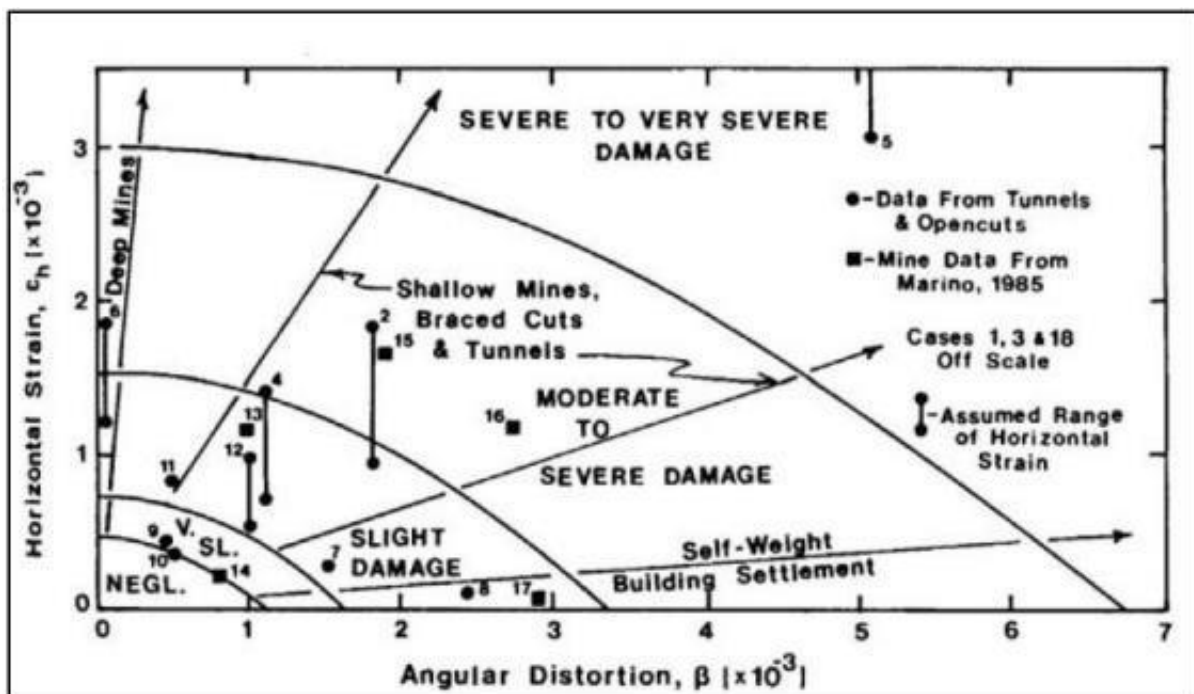 SEVERE TO VERY SEVERE
DAMAGE
5
3
2
1
0
Horizontal Strain, εh [×10⁻³]
Deep Mines
6
●-Data From Tunnels
& Opencuts
■-Mine Data From
Marino, 1985
Shallow Mines,
Braced Cuts
& Tunnels
2
15
Cases 1, 3 & 18
Off Scale
4
13
12
11
16
MODERATE
TO
SEVERE DAMAGE
Assumed Range
of Horizontal
Strain
9
10
V.
SL.
NEGL.
14
SLIGHT
DAMAGE
7
8
17
Self-Weight
Building Settlement
0 1 2 3 4 5 6 7
Angular Distortion, β [×10⁻³]